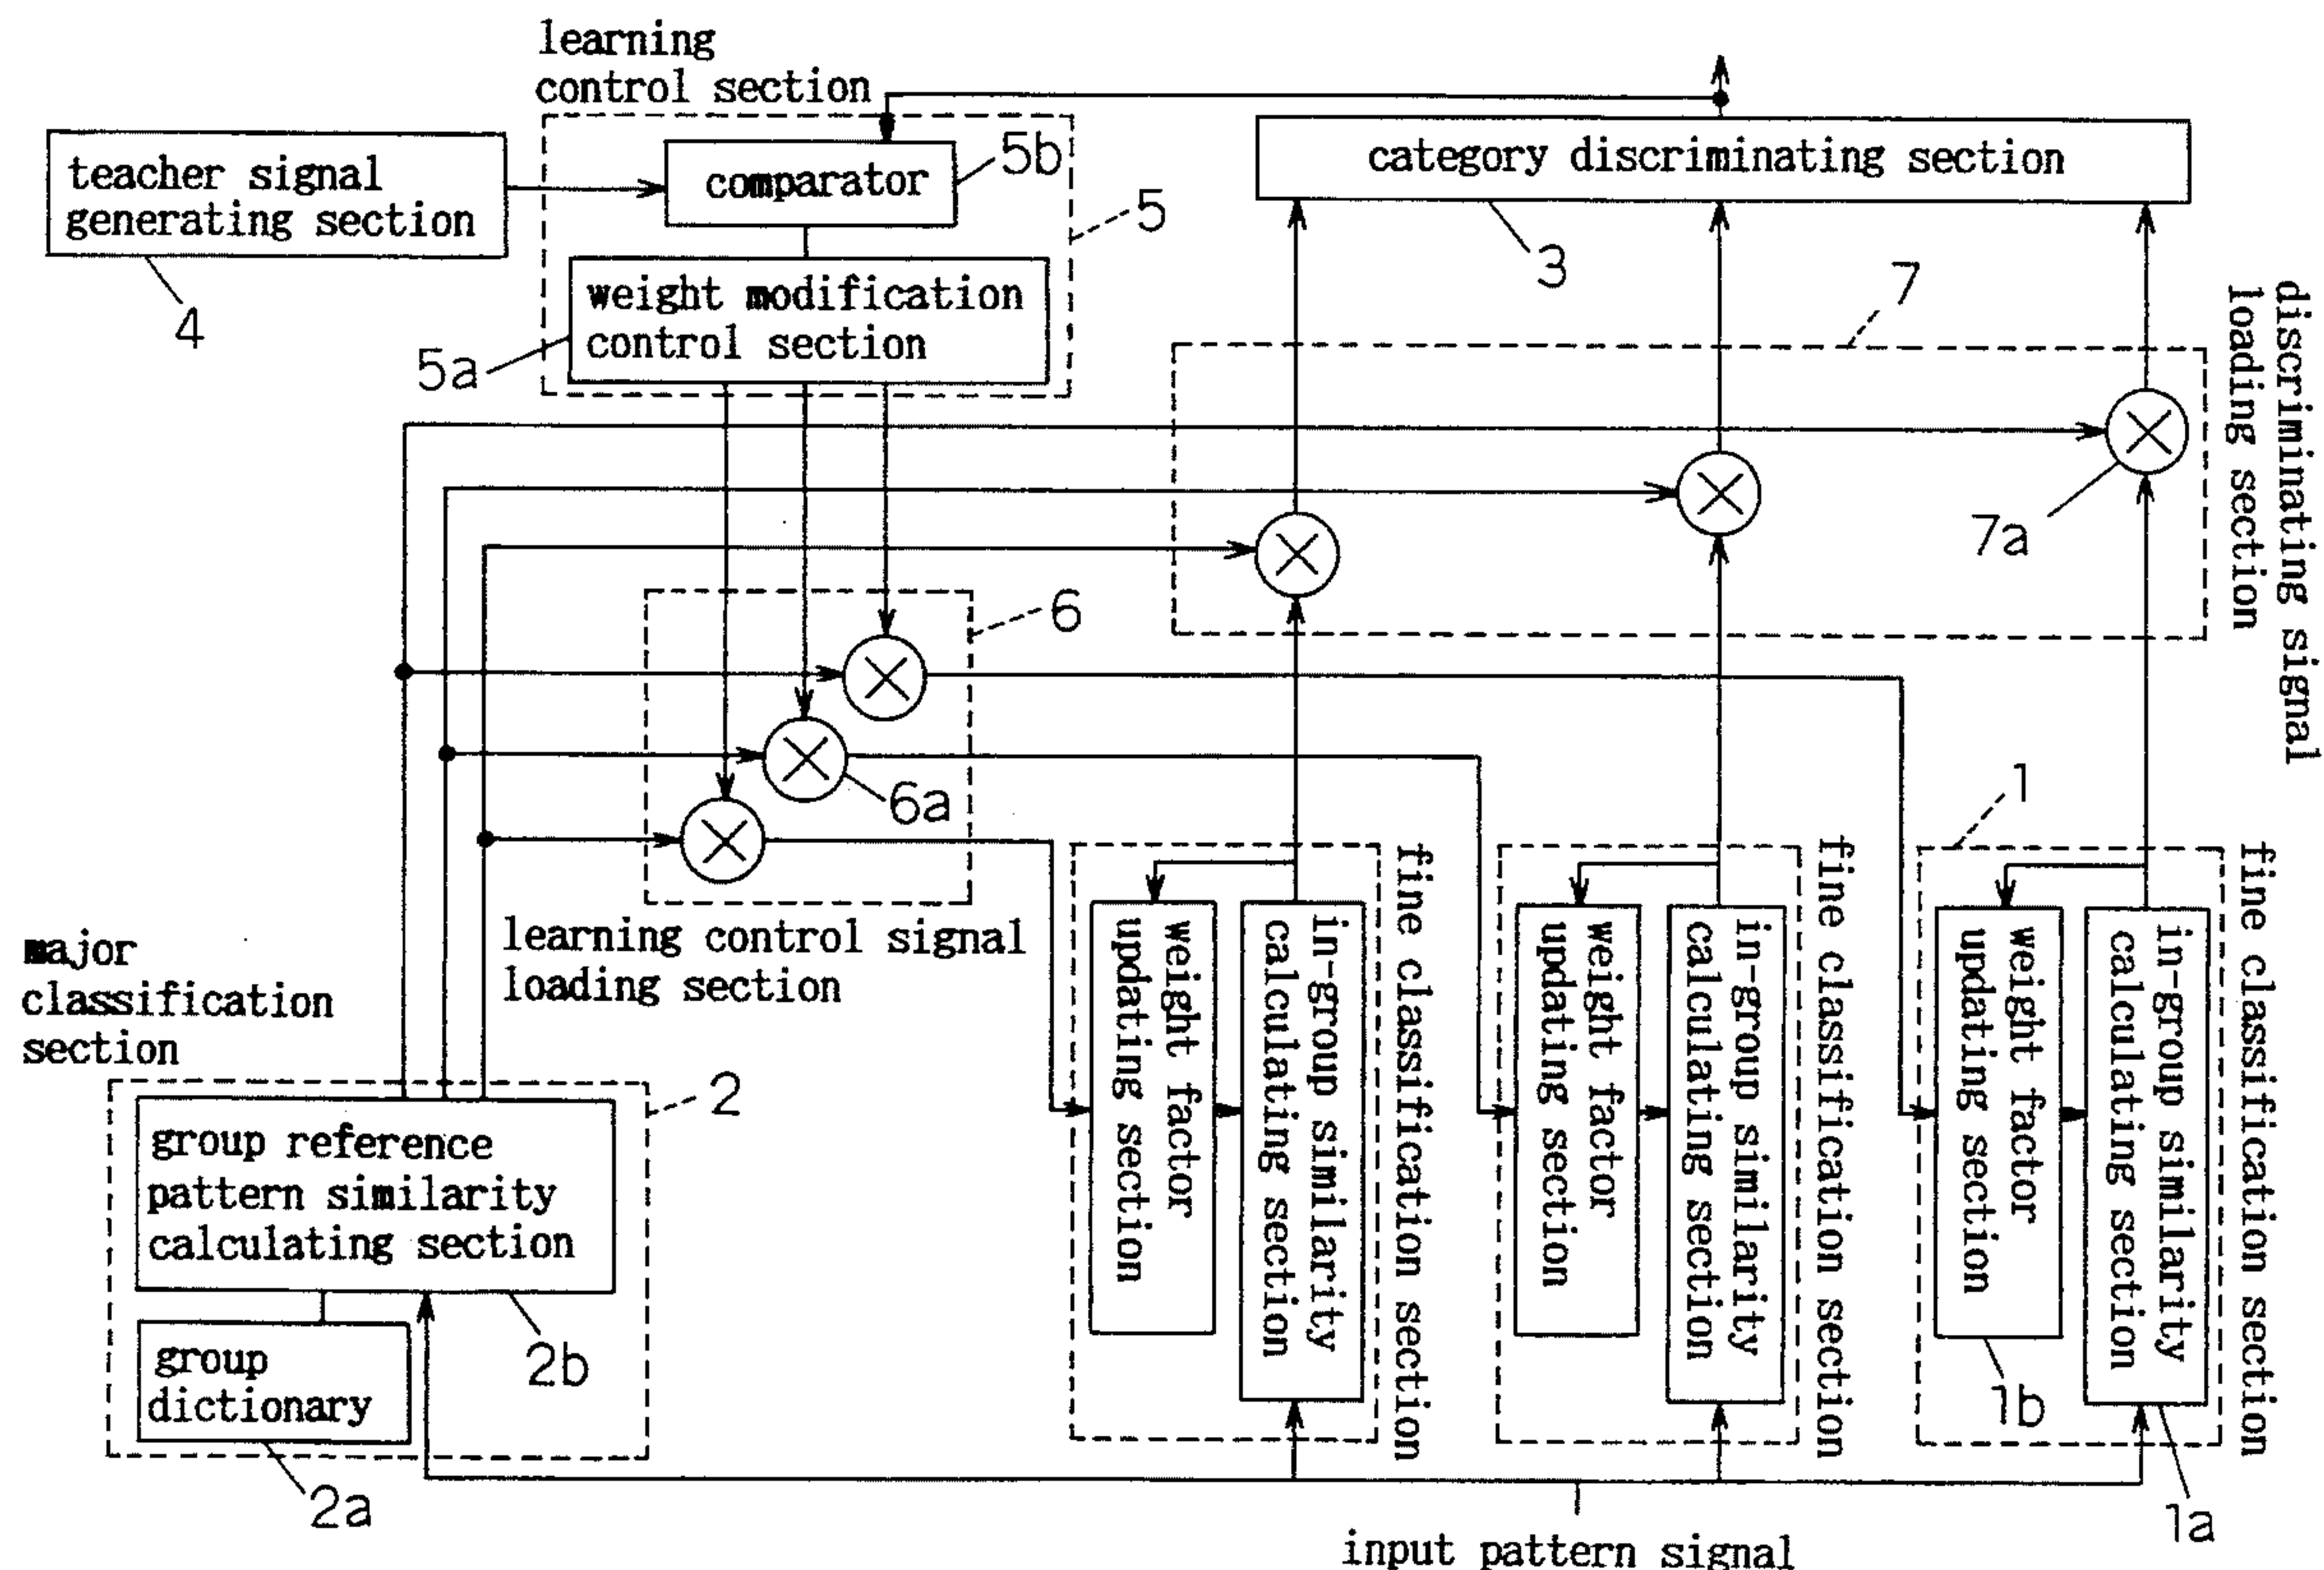 learning
control section
teacher signal
generating section
4
comparator
5b
5
weight modification
control section
5a
category discriminating section
3
7
discriminating signal
loading section
7a
6
6a
learning control signal
loading section
major
classification
section
2
group reference
pattern similarity
calculating section
2b
group
dictionary
2a
weight factor
updating section
in-group similarity
calculating section
fine classification section
weight factor
updating section
in-group similarity
calculating section
fine classification section
1
weight factor
updating section
in-group similarity
calculating section
fine classification section
1b
1a
input pattern signal